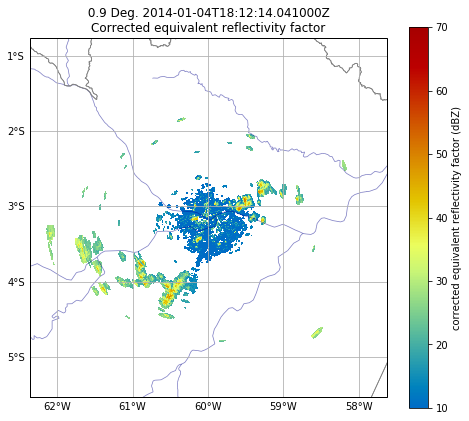 0.9 Deg. 2014-01-04T18:12:14.041000Z
Corrected equivalent reflectivity factor
1°S
2°S
3°S
4°S
5°S
62°W 61°W 60°W 59°W 58°W
70
60
50
40
30
20
10
corrected equivalent reflectivity factor (dBZ)